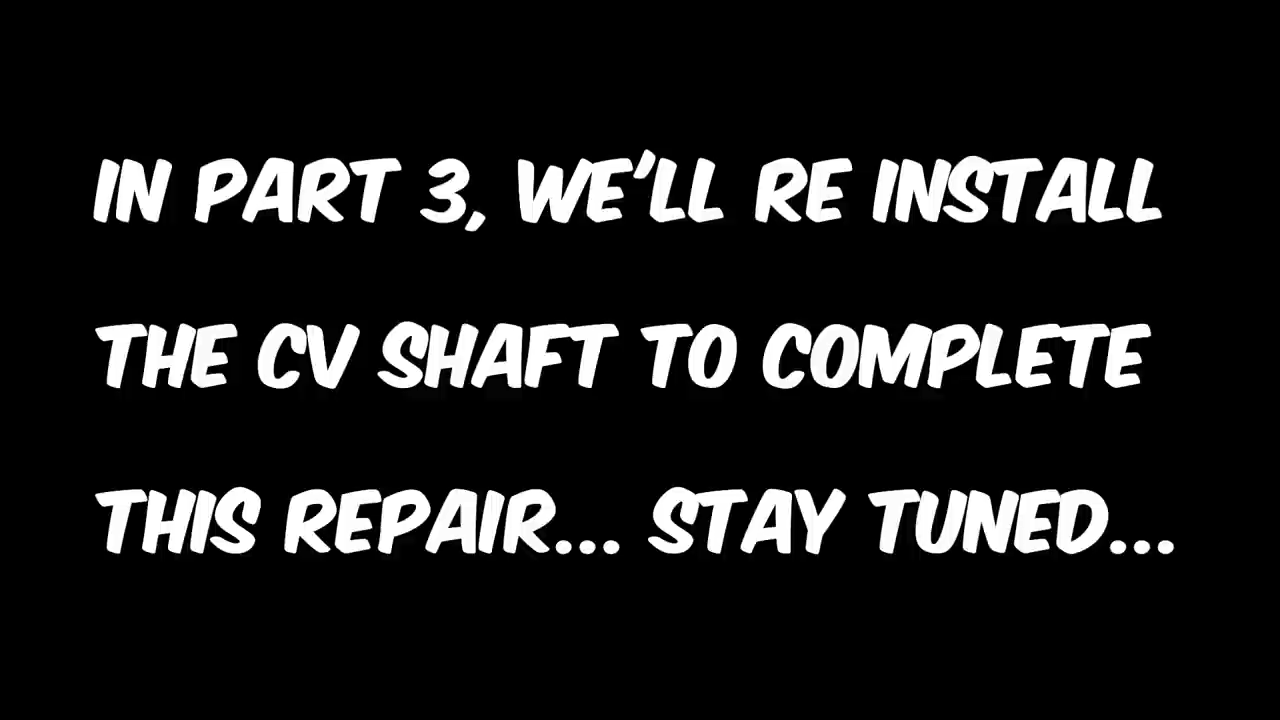 IN PART 3, WE'LL RE INSTALL
THE CV SHAFT TO COMPLETE
THIS REPAIR... STAY TUNED...